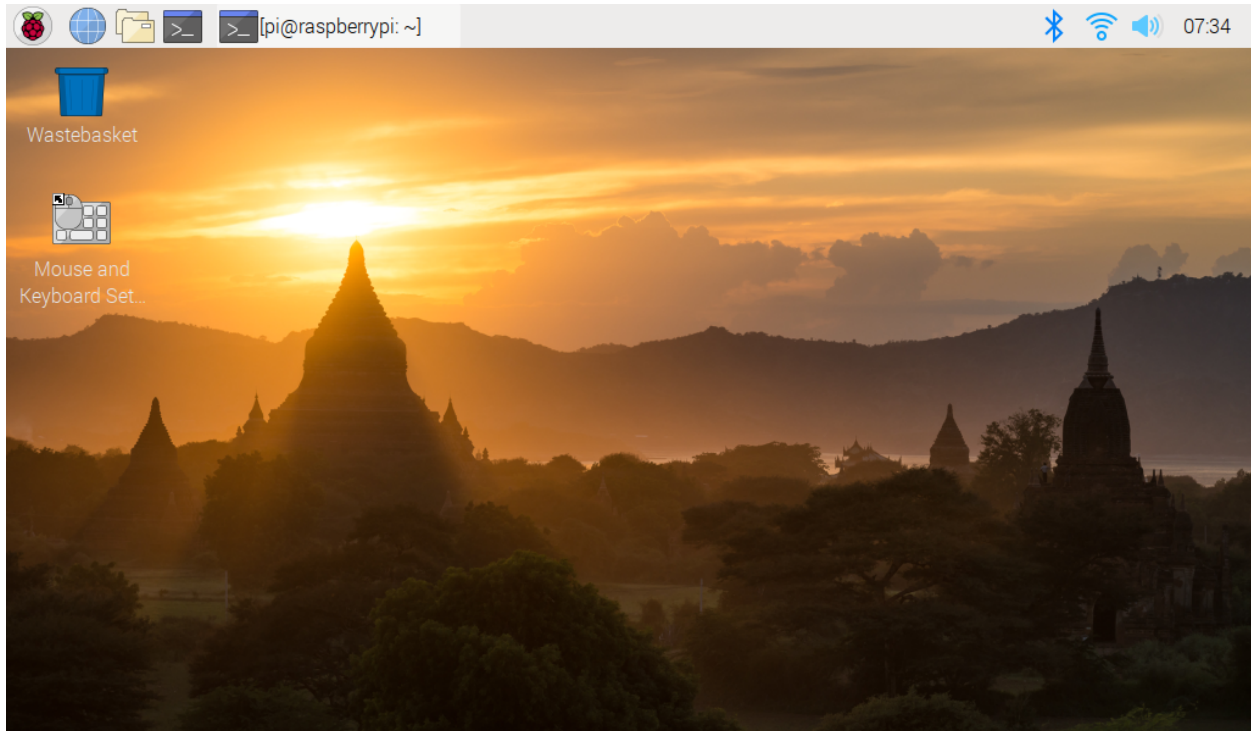 [pi@raspberrypi: ~]
07:34
Wastebasket
Mouse and
Keyboard Set...